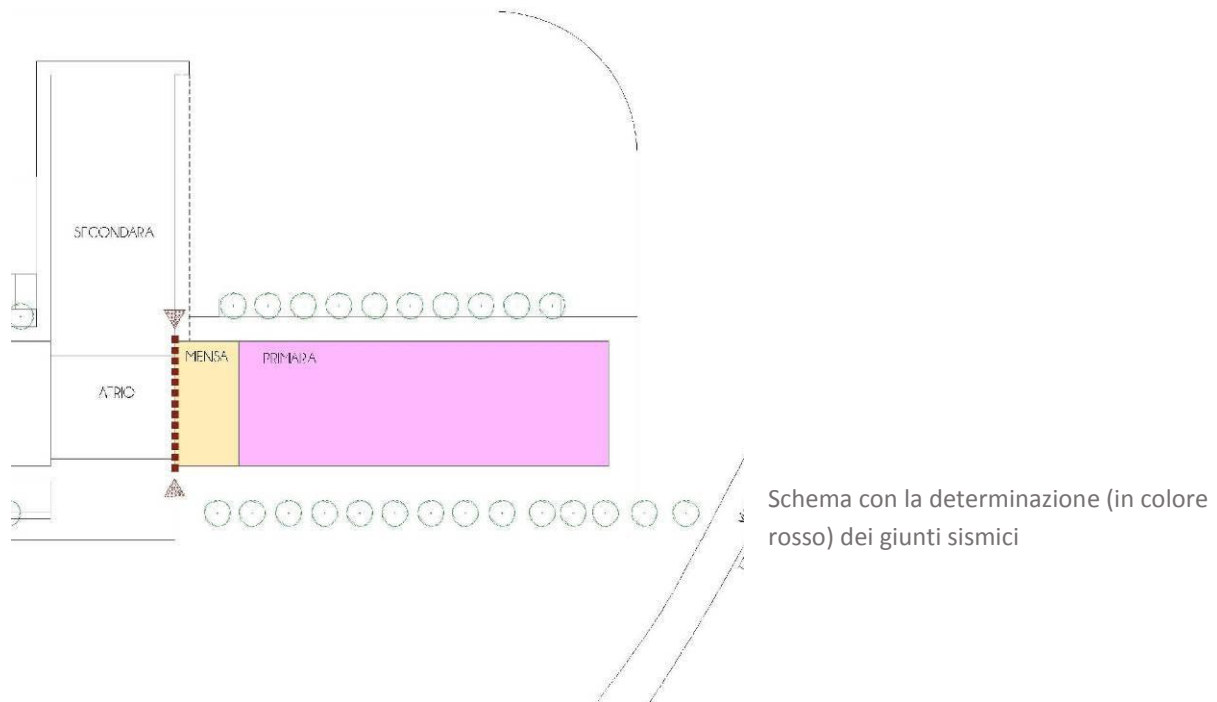 SECONDARA
MENSA
PRIMARA
ATRIO
Schema con la determinazione (in colore
rosso) dei giunti sismici